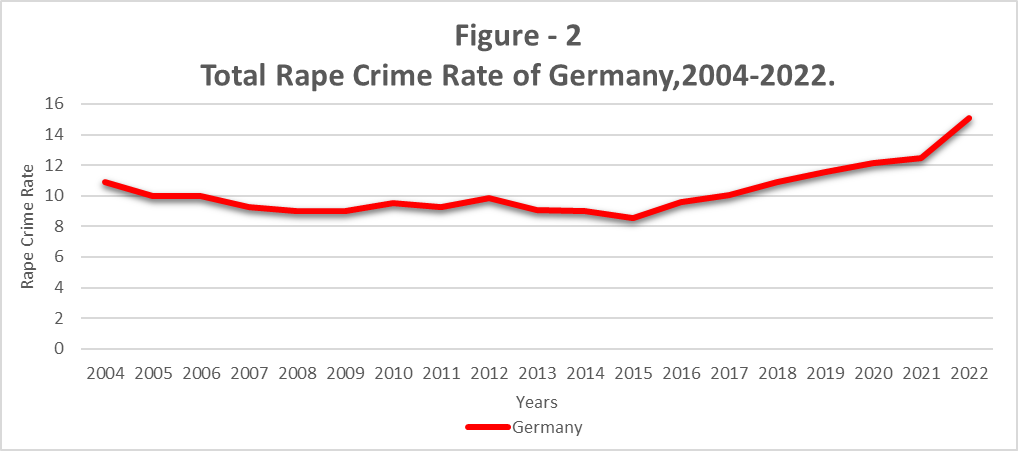 Figure - 2
Total Rape Crime Rate of Germany,2004-2022.
16
14
12
10
8
6
4
2
0
Rape Crime Rate
2004 2005 2006 2007 2008 2009 2010 2011 2012 2013 2014 2015 2016 2017 2018 2019 2020 2021 2022
Years
Germany